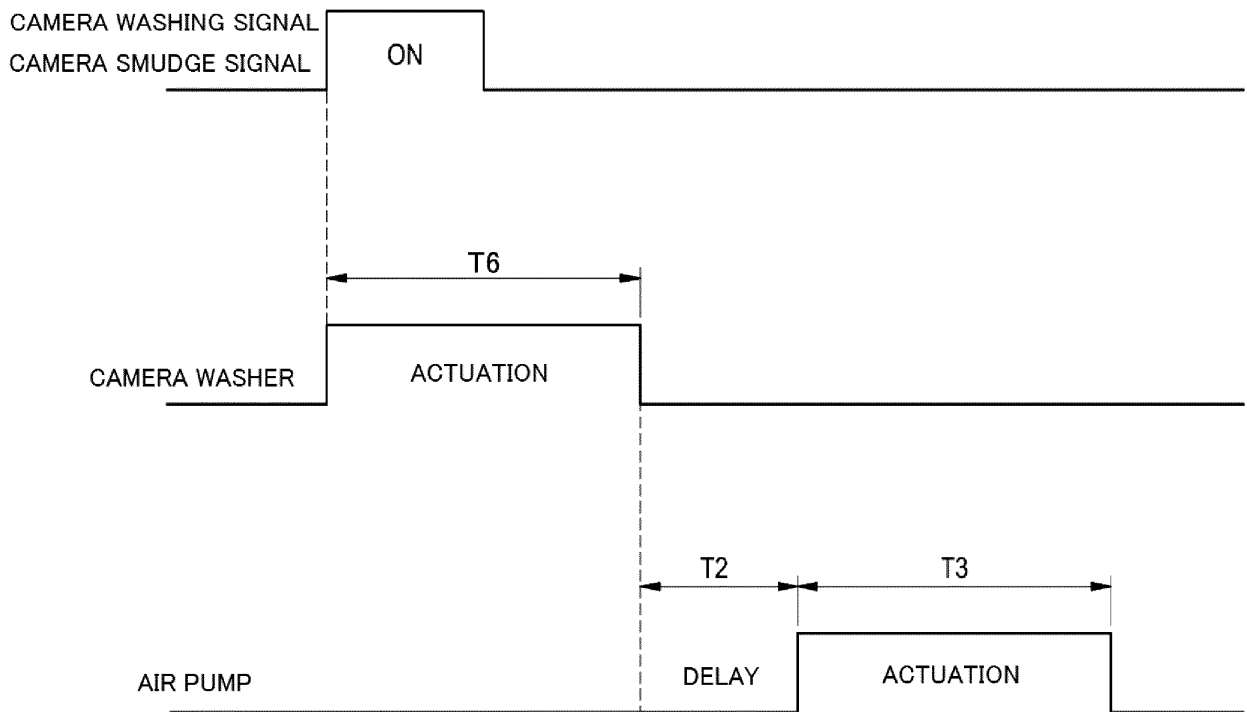 CAMERA WASHING SIGNAL
CAMERA SMUDGE SIGNAL
ON
T6
CAMERA WASHER
ACTUATION
T2
T3
AIR PUMP
DELAY
ACTUATION